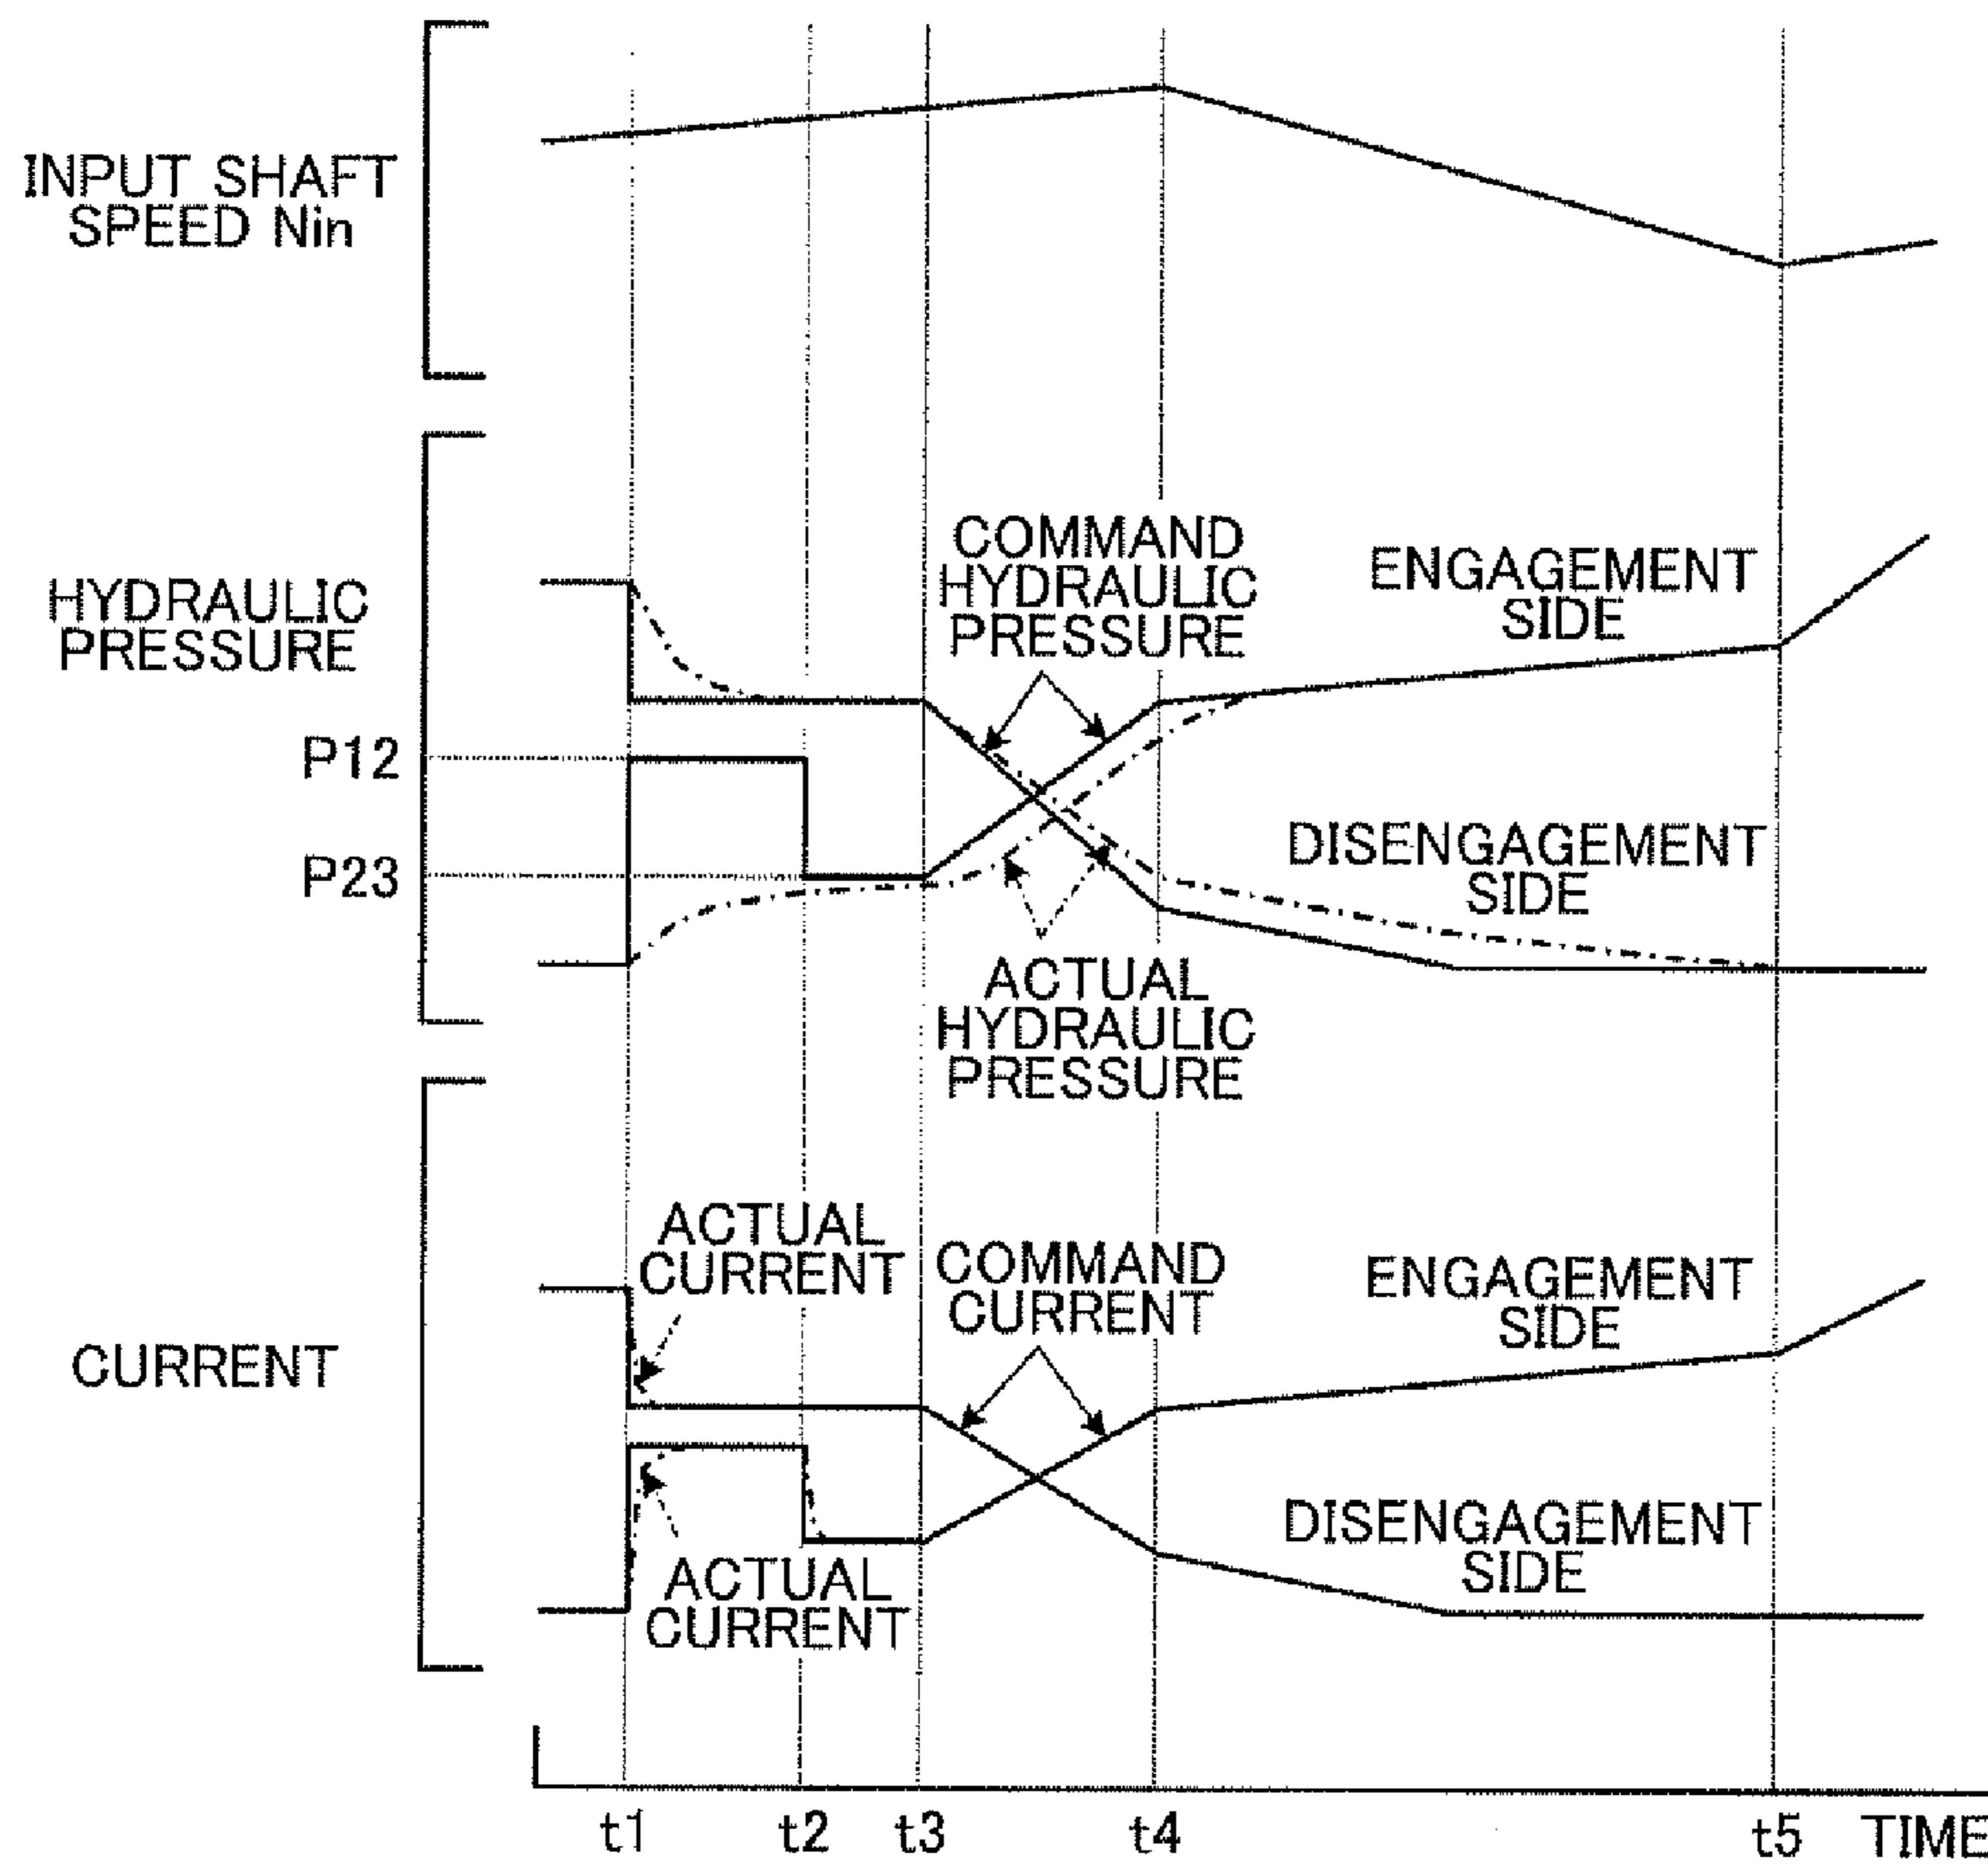 INPUT SHAFT
SPEED Nin
HYDRAULIC
PRESSURE
P12
P23
COMMAND
HYDRAULIC
PRESSURE
ENGAGEMENT
SIDE
DISENGAGEMENT
SIDE
ACTUAL
HYDRAULIC
PRESSURE
CURRENT
ACTUAL
CURRENT
COMMAND
CURRENT
ENGAGEMENT
SIDE
DISENGAGEMENT
SIDE
ACTUAL
CURRENT
t1 t2 t3 t4 t5 TIME